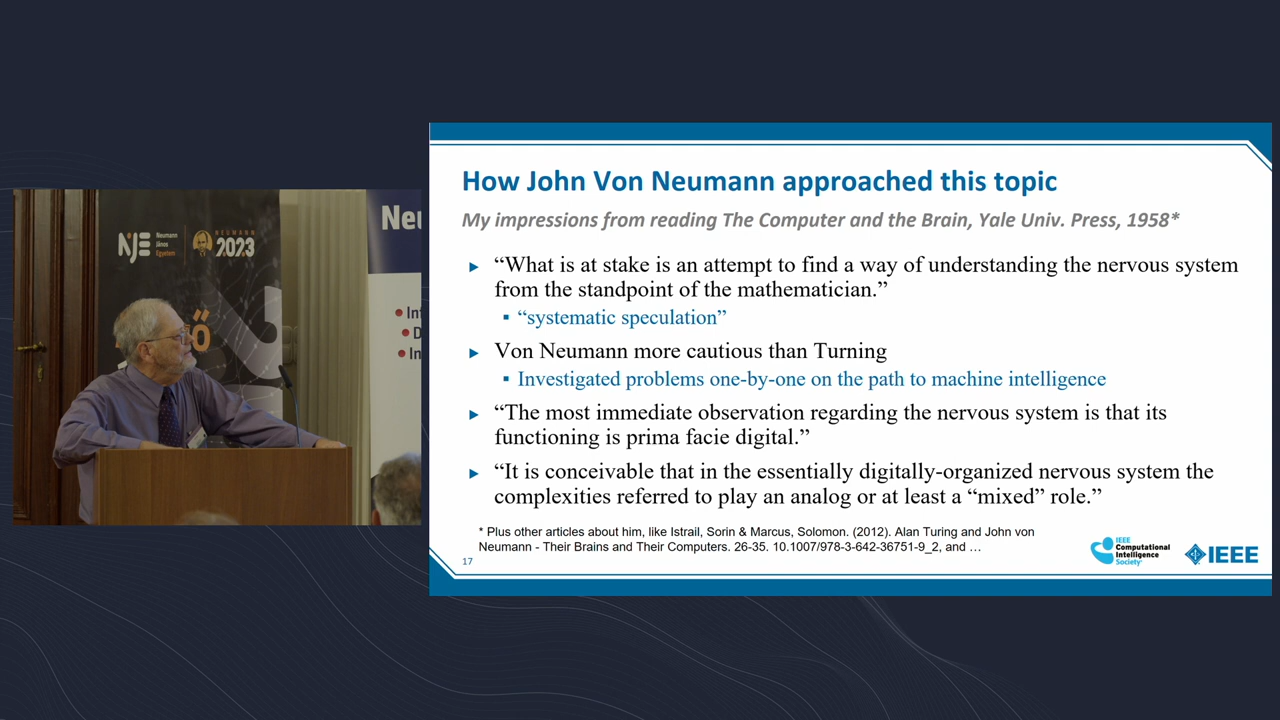 NJE
Neumann
János
Egyetem
NEUMANN
2023
Neu
ő
• Inf
• D
• In
How John Von Neumann approached this topic
My impressions from reading The Computer and the Brain, Yale Univ. Press, 1958*
► “What is at stake is an attempt to find a way of understanding the nervous system
from the standpoint of the mathematician.”
▪ “systematic speculation”
► Von Neumann more cautious than Turning
▪ Investigated problems one-by-one on the path to machine intelligence
► “The most immediate observation regarding the nervous system is that its
functioning is prima facie digital.”
► “It is conceivable that in the essentially digitally-organized nervous system the
complexities referred to play an analog or at least a “mixed” role.”
* Plus other articles about him, like Istrail, Sorin & Marcus, Solomon. (2012). Alan Turing and John von
Neumann - Their Brains and Their Computers. 26-35. 10.1007/978-3-642-36751-9_2, and …
17
IEEE
Computational
Intelligence
Society
IEEE